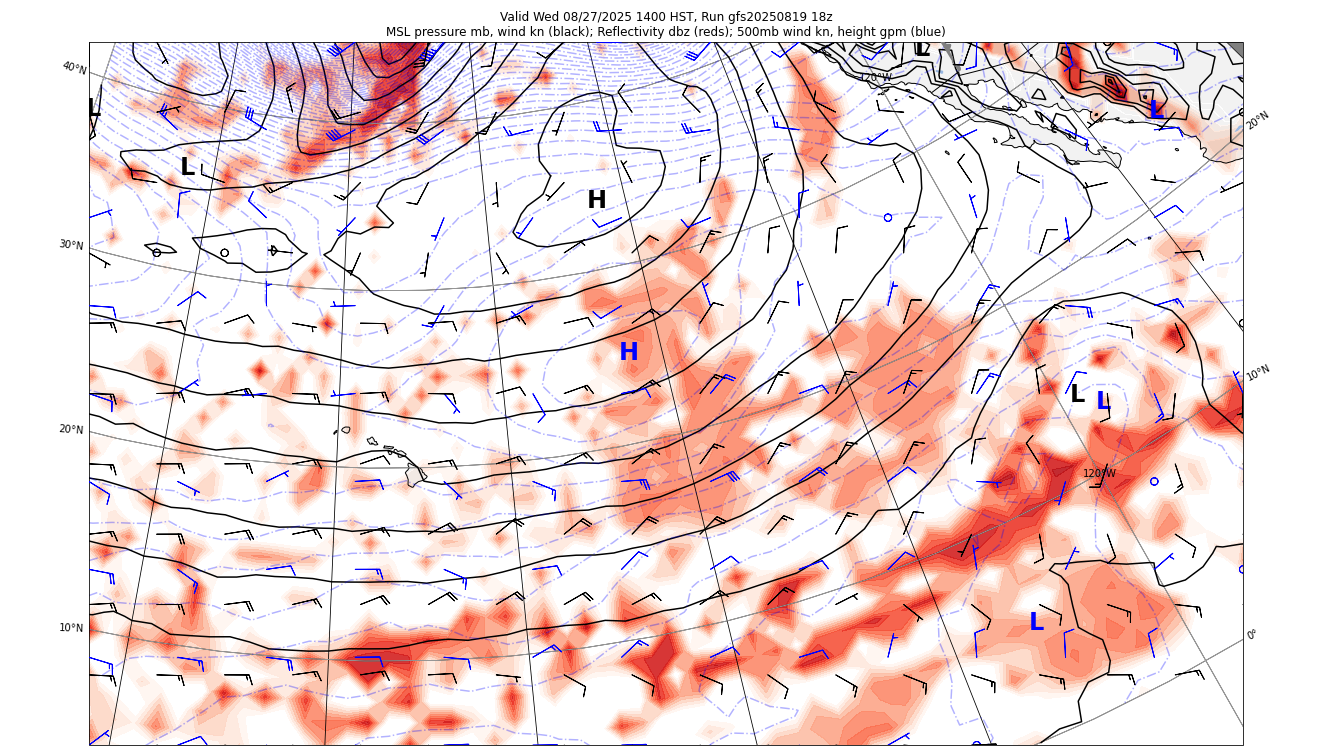 Valid Wed 08/27/2025 1400 HST, Run gfs20250819 18z
MSL pressure mb, wind kn (black); Reflectivity dbz (reds); 500mb wind kn, height gpm (blue)
L
40°N
120°W
L
L
20°N
L
H
30°N
H
10°N
L
L
20°N
120°W
L
10°N
0°